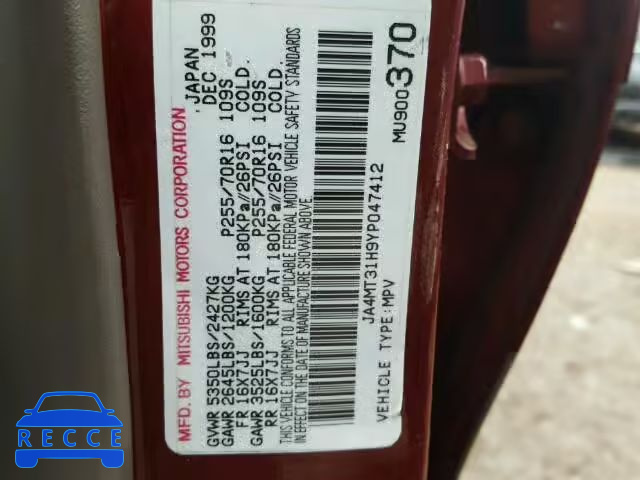 MFD. BY MITSUBISHI MOTORS CORPORATION JAPAN
GVWR 5350LBS/2427KG DEC 1999
GAWR 2645LBS/1200KG P255/70R16 109S
FR 16X7JJ RIMS AT 180KPa//26PSI COLD.
GAWR 3525LBS/1600KG P255/70R16 109S
RR 16X7JJ RIMS AT 180KPa//26PSI COLD.
THIS VEHICLE CONFORMS TO ALL APPLICABLE FEDERAL MOTOR VEHICLE SAFETY STANDARDS
IN EFFECT ON THE DATE OF MANUFACTURE SHOWN ABOVE.
JA4MT31H9YP047412
VEHICLE TYPE:MPV MU900370
RECCE